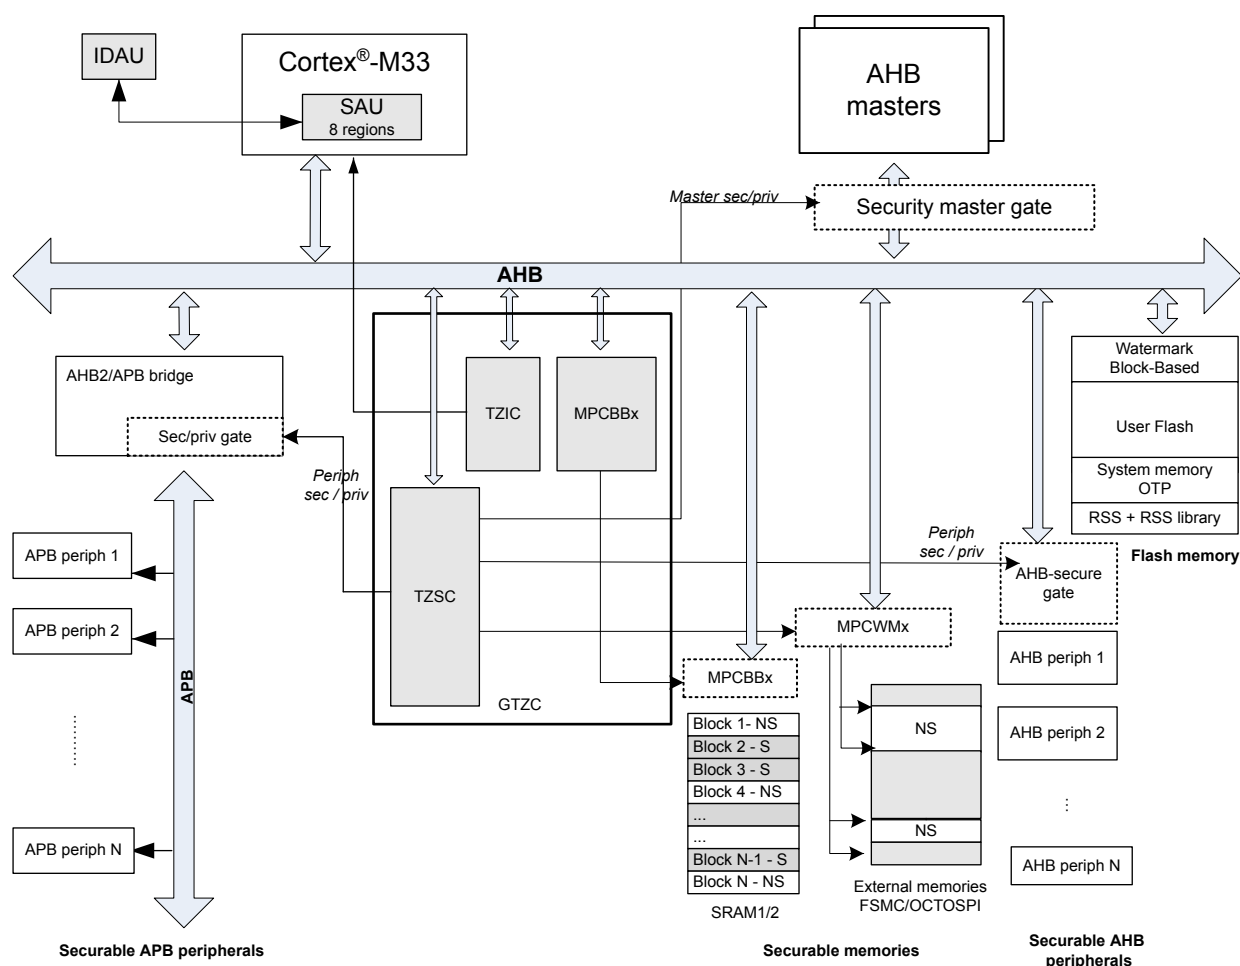 IDAU
Cortex®-M33
SAU
8 regions
AHB
masters
Master sec/priv
Security master gate
AHB
AHB2/APB bridge
Sec/priv gate
Periph
sec / priv
TZIC
MPCBBx
TZSC
GTZC
Watermark
Block-Based
User Flash
System memory
OTP
RSS + RSS library
Flash memory
Periph
sec / priv
AHB-secure
gate
MPCWMx
MPCBBx
APB periph 1
APB periph 2
APB
APB periph N
Block 1- NS
Block 2 - S
Block 3 - S
Block 4 - NS
...
...
Block N-1 - S
Block N - NS
SRAM1/2
NS
NS
External memories
FSMC/OCTOSPI
AHB periph 1
AHB periph 2
AHB periph N
Securable APB peripherals
Securable memories
Securable AHB
peripherals